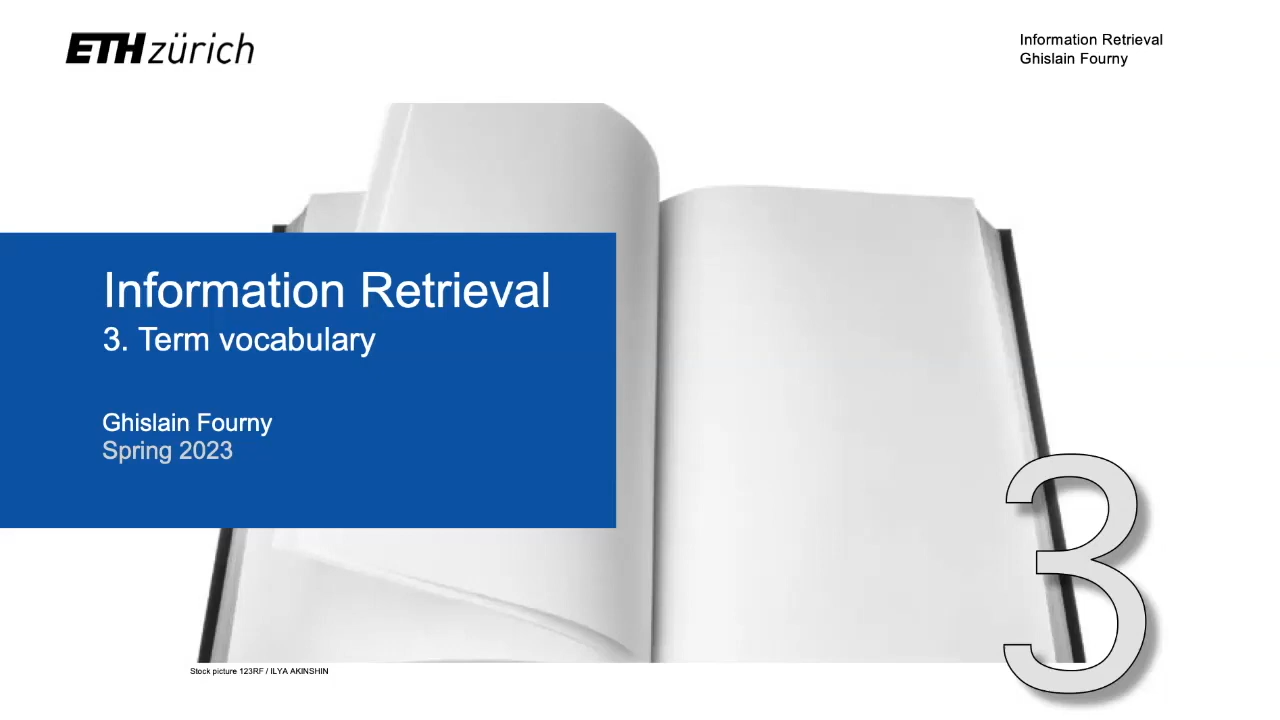 ETH zürich
Information Retrieval
Ghislain Fourny
Information Retrieval
3. Term vocabulary
Ghislain Fourny
Spring 2023
3
Stock picture 123RF / ILYA AKINSHIN